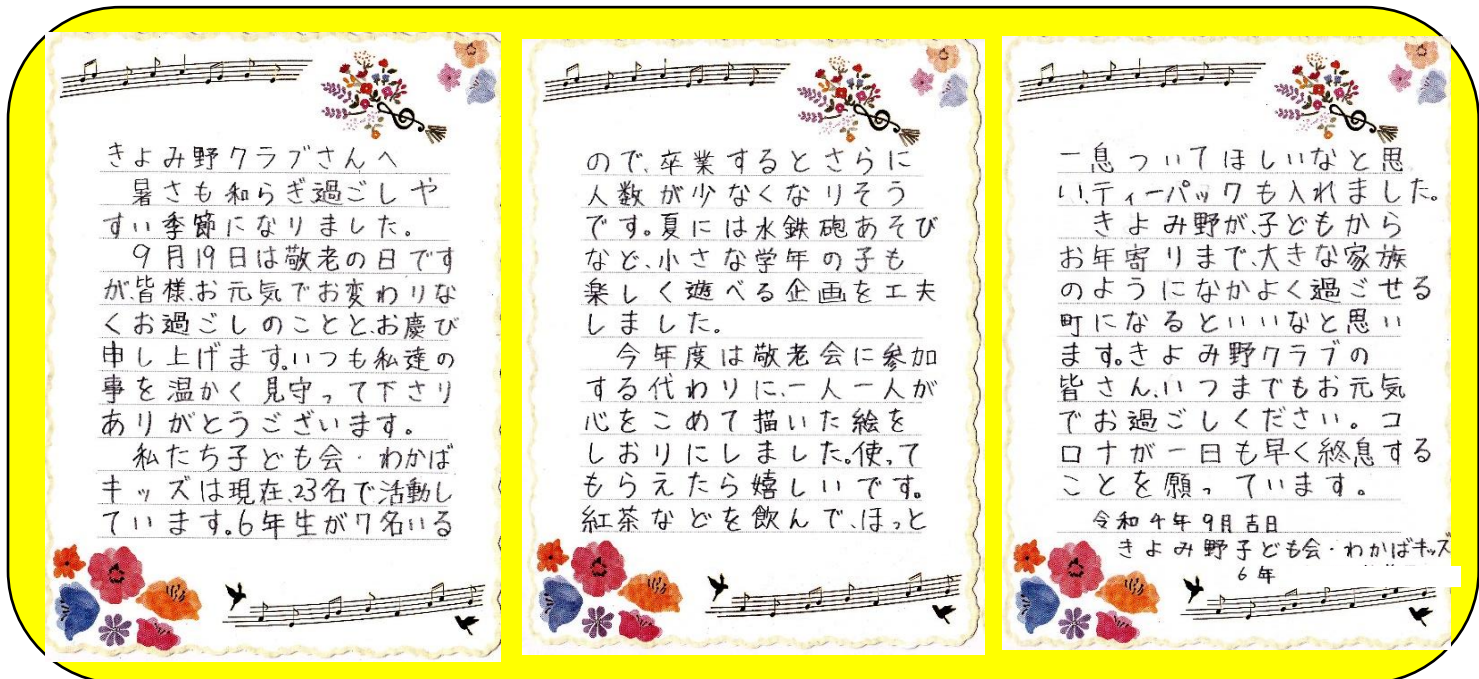 きよみ野クラブさんへ
暑さも和らぎ過ごしや
すい季節になりました。
9月19日は敬老の日です
が、皆様、お元気でお変わりな
くお過ごしのことと、お慶び
申し上げます。いつも私達の
事を温かく見守って下さり
ありがとうございます。
私たち子ども会・わかば
キッズは現在、23名で活動し
ています。6年生が7名いる
ので、卒業するとさらに
人数が少なくなりそう
です。夏には水鉄砲あそび
など、小さな学年の子も
楽しく遊べる企画を工夫
しました。
今年度は敬老会に参加
する代わりに、一人一人が
心をこめて描いた絵を
しおりにしました。使って
もらえたら嬉しいです。
紅茶などを飲んで、ほっと
一息ついてほしいなと思
い、ティーパックも入れました。
きよみ野が、子どもから
お年寄りまで、大きな家族
のようになかよく過ごせる
町になるといいなと思い
ます。きよみ野クラブの
皆さん、いつまでもお元気
でお過ごしください。コ
ロナが一日も早く終息する
ことを願っています。
令和4年9月吉日
きよみ野子ども会・わかばキッズ
6年